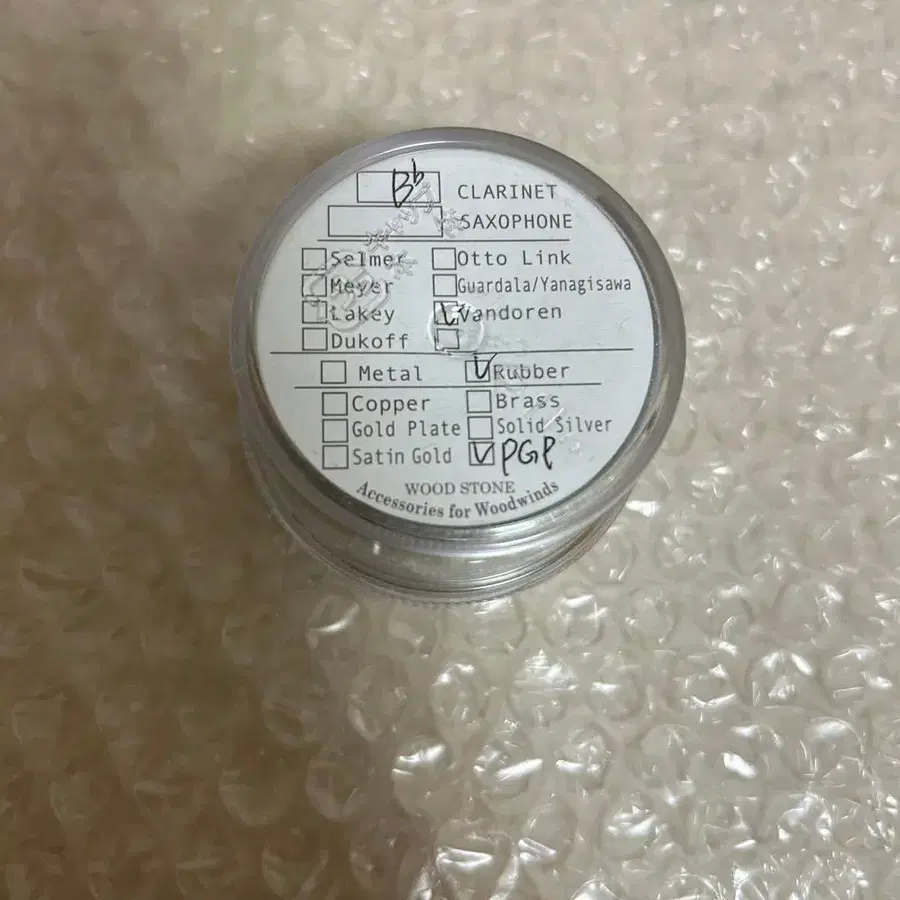 B♭ CLARINET
SAXOPHONE
Selmer Otto Link
Meyer Guardala/Yanagisawa
Lakey Vandoren
Dukoff
Metal Rubber
Copper Brass
Gold Plate Solid Silver
Satin Gold PGP
WOOD STONE
Accessories for Woodwinds